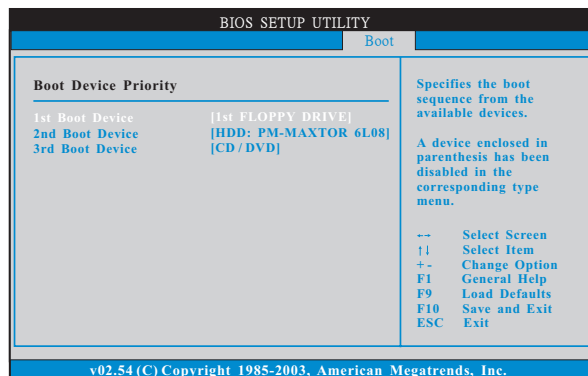 BIOS SETUP UTILITY
Boot
Boot Device Priority
1st Boot Device [1st FLOPPY DRIVE]
2nd Boot Device [HDD: PM-MAXTOR 6L08]
3rd Boot Device [CD / DVD]
Specifies the boot
sequence from the
available devices.
A device enclosed in
parenthesis has been
disabled in the
corresponding type
menu.
←→ Select Screen
↑↓ Select Item
+ - Change Option
F1 General Help
F9 Load Defaults
F10 Save and Exit
ESC Exit
v02.54 (C) Copyright 1985-2003, American Megatrends, Inc.